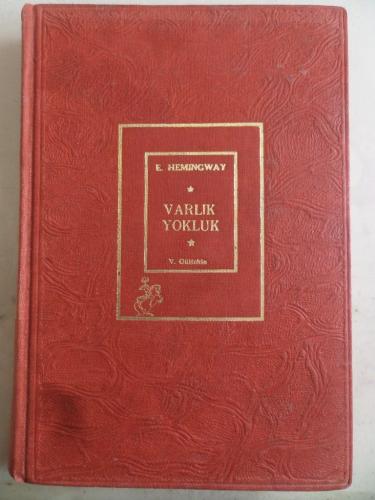 E. HEMINGWAY
VARLIK
YOKLUK
V. Gültekin